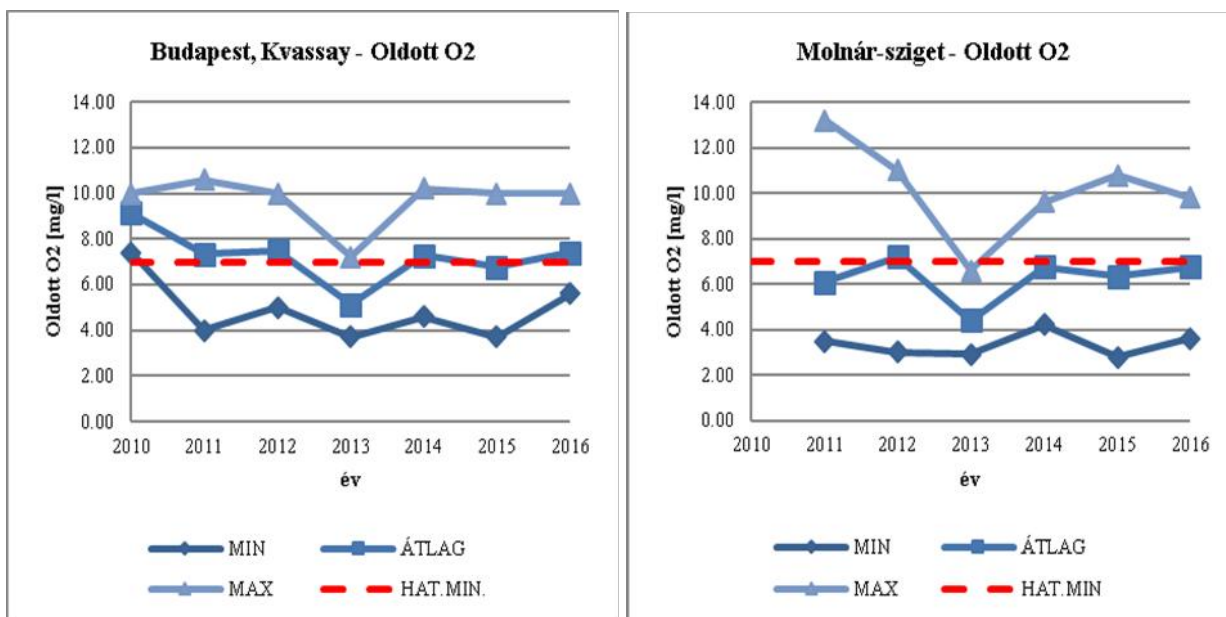 Budapest, Kvassay - Oldott O2
Oldott O2 [mg/l]
14.00
12.00
10.00
8.00
6.00
4.00
2.00
0.00
2010 2011 2012 2013 2014 2015 2016
év
MIN ÁTLAG
MAX HAT.MIN.
Molnár-sziget - Oldott O2
Oldott O2 [mg/l]
14.00
12.00
10.00
8.00
6.00
4.00
2.00
0.00
2010 2011 2012 2013 2014 2015 2016
év
MIN ÁTLAG
MAX HAT.MIN